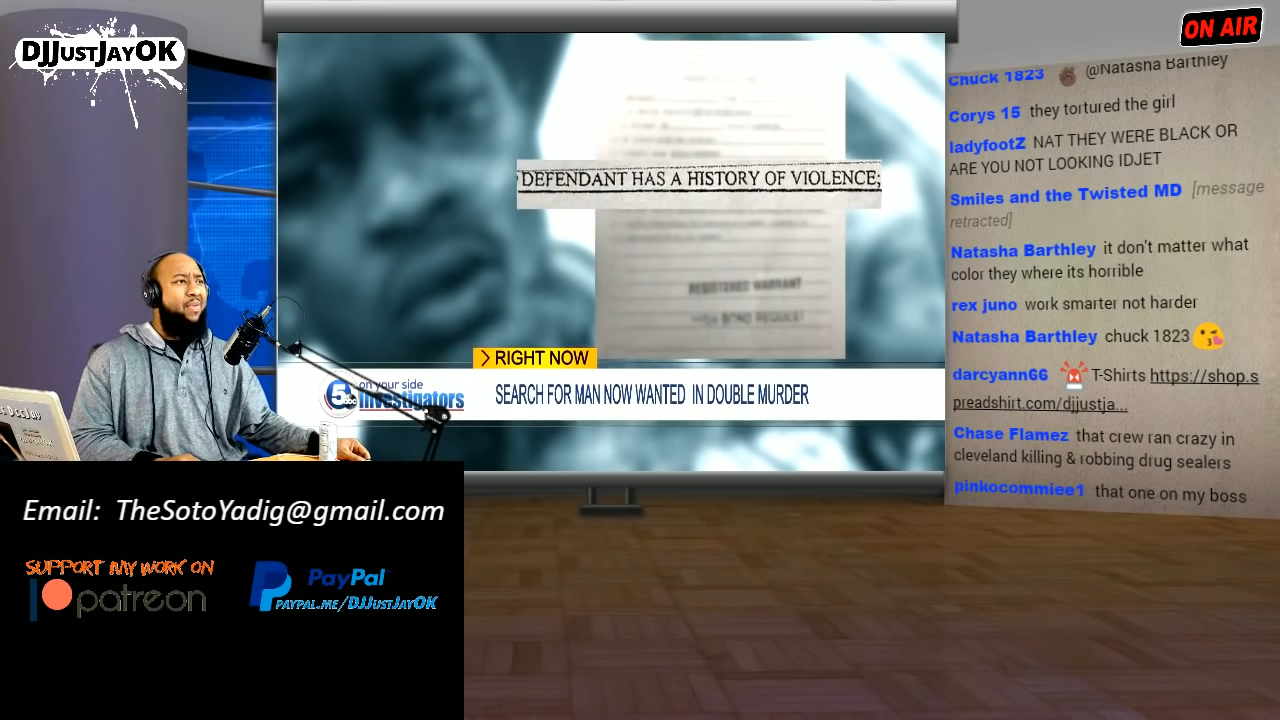 DJJUSTJAYOK
ON AIR
DEFENDANT HAS A HISTORY OF VIOLENCE;
REGISTERED WARRANT
BOND REQUEST
RIGHT NOW
5 abc on your side
Investigators
SEARCH FOR MAN NOW WANTED IN DOUBLE MURDER
Chuck 1823 @Natasha Barthley
Corys 15 they tortured the girl
ladyfootZ NAT THEY WERE BLACK OR
ARE YOU NOT LOOKING IDJET
Smiles and the Twisted MD [message
retracted]
Natasha Barthley it don't matter what
color they where its horrible
rex juno work smarter not harder
Natasha Barthley chuck 1823😘
darcyann66 🚨 T-Shirts https://shop.s
preadshirt.com/djjustja...
Chase Flamez that crew ran crazy in
cleveland killing & robbing drug sealers
pinkocommiee1 that one on my boss
Email: TheSotoYadig@gmail.com
SUPPORT MY WORK ON
patreon
PayPal
PAYPAL.ME/DJJUSTJAYOK